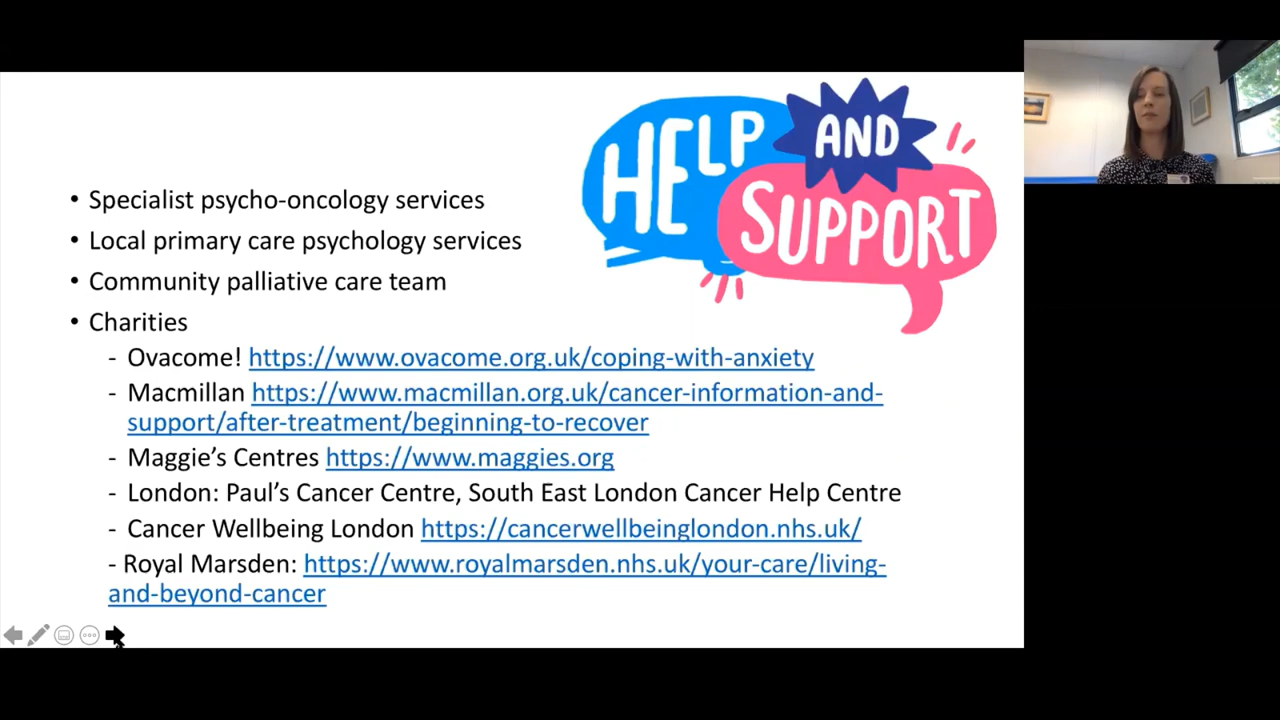 HELP
AND
SUPPORT
• Specialist psycho-oncology services
• Local primary care psychology services
• Community palliative care team
• Charities
- Ovacome! https://www.ovacome.org.uk/coping-with-anxiety
- Macmillan https://www.macmillan.org.uk/cancer-information-and-
support/after-treatment/beginning-to-recover
- Maggie’s Centres https://www.maggies.org
- London: Paul’s Cancer Centre, South East London Cancer Help Centre
- Cancer Wellbeing London https://cancerwellbeinglondon.nhs.uk/
- Royal Marsden: https://www.royalmarsden.nhs.uk/your-care/living-
and-beyond-cancer